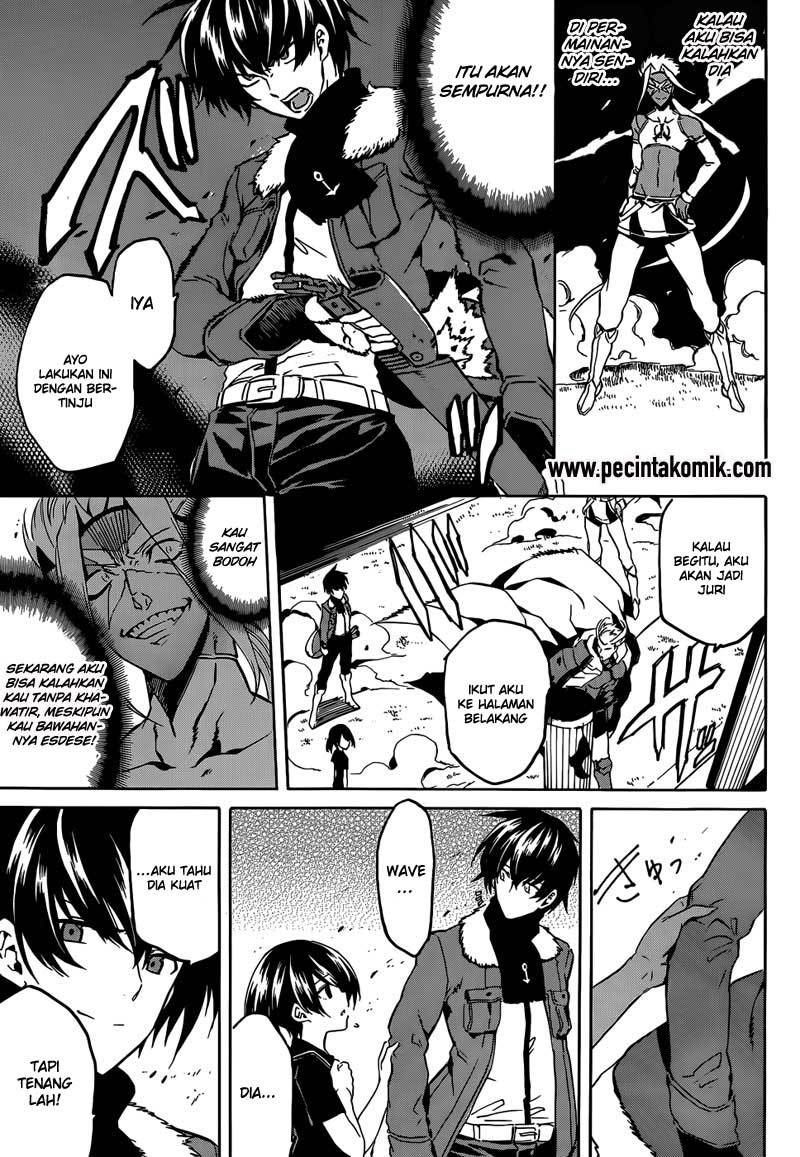 KALAU
AKU BISA
KALAHKAN
DIA
DI PER-
MAINAN-
NYA SEN-
DIRI...
ITU AKAN
SEMPURNA!!
IYA
AYO
LAKUKAN INI
DENGAN BER-
TINJU
www.pecintakomik.com
KALAU
BEGITU, AKU
AKAN JADI
JURI
IKUT AKU
KE HALAMAN
BELAKANG
KAU
SANGAT
BODOH
SEKARANG AKU
BISA KALAHKAN
KAU TANPA KHA-
WATIR, MESKIPUN
KAU BAWAHAN-
NYA ESDESE!
ぎゅっ
WAVE
...
DIA...
...AKU TAHU
DIA KUAT
TAPI
TENANG
LAH!